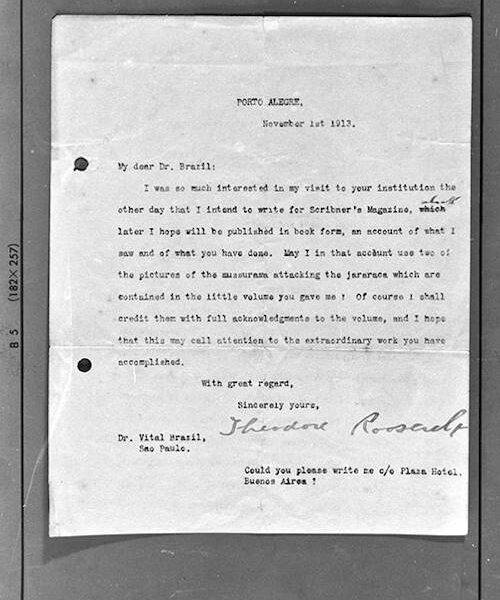 PORTO ALEGRE,
November 1st 1913.
My dear Dr. Brazil:
I was so much interested in my visit to your institution the
other day that I intend to write for Scribner's Magazine, which
later I hope will be published in book form, an account of what I
saw and of what you have done. May I in that account use two of
the pictures of the mussurama attacking the jararaca which are
contained in the little volume you gave me ? Of course I shall
credit them with full acknowledgments to the volume, and I hope
that this may call attention to the extraordinary work you have
accomplished.
With great regard,
Sincerely yours,
Theodore Roosevelt
Dr. Vital Brazil,
Sao Paulo.
Could you please write me c/o Plaza Hotel.
Buenos Aires ?
B 5 (182 X 257)